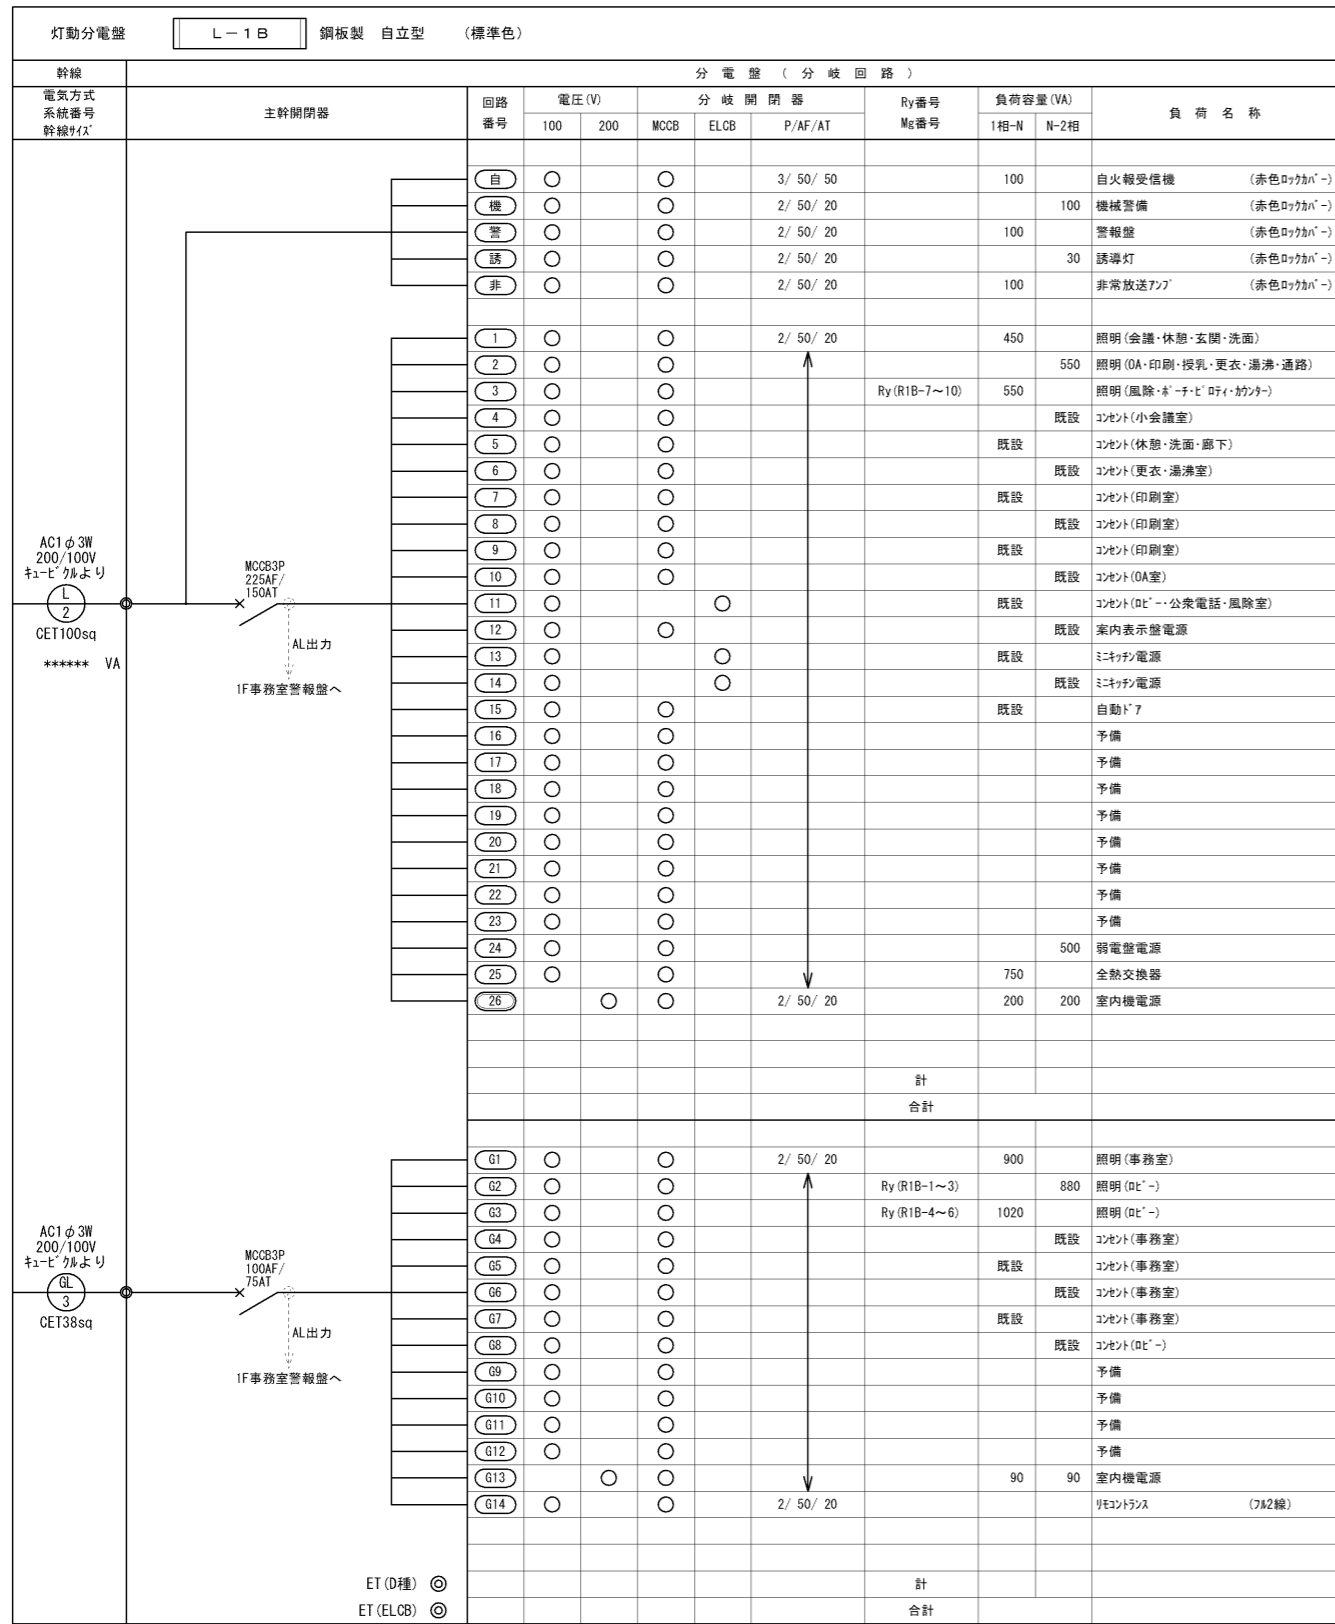 灯動分電盤 L－1B 鋼板製 自立型 （標準色）
幹線 分電盤（分岐回路）
電気方式 系統番号 幹線ｻｲｽﾞ 主幹開閉器 回路番号 電圧(V) 分岐開閉器 Ry番号 Mg番号 負荷容量(VA) 負荷名称
100 200 MCCB ELCB P/AF/AT 1相-N N-2相
自 ○ ○ 3/ 50/ 50 100 自火報受信機 (赤色ﾛｯｸｶﾊﾞｰ)
機 ○ ○ 2/ 50/ 20 100 機械警備 (赤色ﾛｯｸｶﾊﾞｰ)
警 ○ ○ 2/ 50/ 20 100 警報盤 (赤色ﾛｯｸｶﾊﾞｰ)
誘 ○ ○ 2/ 50/ 20 30 誘導灯 (赤色ﾛｯｸｶﾊﾞｰ)
非 ○ ○ 2/ 50/ 20 100 非常放送ｱﾝﾌﾟ (赤色ﾛｯｸｶﾊﾞｰ)
1 ○ ○ 2/ 50/ 20 450 照明(会議･休憩･玄関･洗面)
2 ○ ○ 550 照明(OA･印刷･授乳･更衣･湯沸･通路)
3 ○ ○ Ry(R1B-7～10) 550 照明(風除･ﾎﾟｰﾁ･ﾋﾟﾛﾃｨ･ｶｳﾝﾀｰ)
4 ○ ○ 既設 ｺﾝｾﾝﾄ(小会議室)
5 ○ ○ 既設 ｺﾝｾﾝﾄ(休憩･洗面･廊下)
6 ○ ○ 既設 ｺﾝｾﾝﾄ(更衣･湯沸室)
7 ○ ○ 既設 ｺﾝｾﾝﾄ(印刷室)
8 ○ ○ 既設 ｺﾝｾﾝﾄ(印刷室)
9 ○ ○ 既設 ｺﾝｾﾝﾄ(印刷室)
10 ○ ○ 既設 ｺﾝｾﾝﾄ(OA室)
11 ○ ○ 既設 ｺﾝｾﾝﾄ(ﾛﾋﾞｰ･公衆電話･風除室)
12 ○ ○ 既設 案内表示盤電源
13 ○ ○ 既設 ﾐﾆｷｯﾁﾝ電源
14 ○ ○ 既設 ﾐﾆｷｯﾁﾝ電源
15 ○ ○ 既設 自動ﾄﾞｱ
16 ○ ○ 予備
17 ○ ○ 予備
18 ○ ○ 予備
19 ○ ○ 予備
20 ○ ○ 予備
21 ○ ○ 予備
22 ○ ○ 予備
23 ○ ○ 予備
24 ○ ○ 500 弱電盤電源
25 ○ ○ 750 全熱交換器
26 ○ ○ 2/ 50/ 20 200 200 室内機電源
計
合計
AC1φ3W
200/100V
ｷｭｰﾋﾞｸﾙより
L
2
CET100sq
****** VA
MCCB3P
225AF/
150AT
AL出力
1F事務室警報盤へ
G1 ○ ○ 2/ 50/ 20 900 照明(事務室)
G2 ○ ○ Ry(R1B-1～3) 880 照明(ﾛﾋﾞｰ)
G3 ○ ○ Ry(R1B-4～6) 1020 照明(ﾛﾋﾞｰ)
G4 ○ ○ 既設 ｺﾝｾﾝﾄ(事務室)
G5 ○ ○ 既設 ｺﾝｾﾝﾄ(事務室)
G6 ○ ○ 既設 ｺﾝｾﾝﾄ(事務室)
G7 ○ ○ 既設 ｺﾝｾﾝﾄ(事務室)
G8 ○ ○ 既設 ｺﾝｾﾝﾄ(ﾛﾋﾞｰ)
G9 ○ ○ 予備
G10 ○ ○ 予備
G11 ○ ○ 予備
G12 ○ ○ 予備
G13 ○ ○ 90 90 室内機電源
G14 ○ ○ 2/ 50/ 20 ﾘﾓｺﾝﾄﾗﾝｽ (ﾌﾙ2線)
AC1φ3W
200/100V
ｷｭｰﾋﾞｸﾙより
GL
3
CET38sq
MCCB3P
100AF/
75AT
AL出力
1F事務室警報盤へ
ET(D種) ◎ 計
ET(ELCB) ◎ 合計